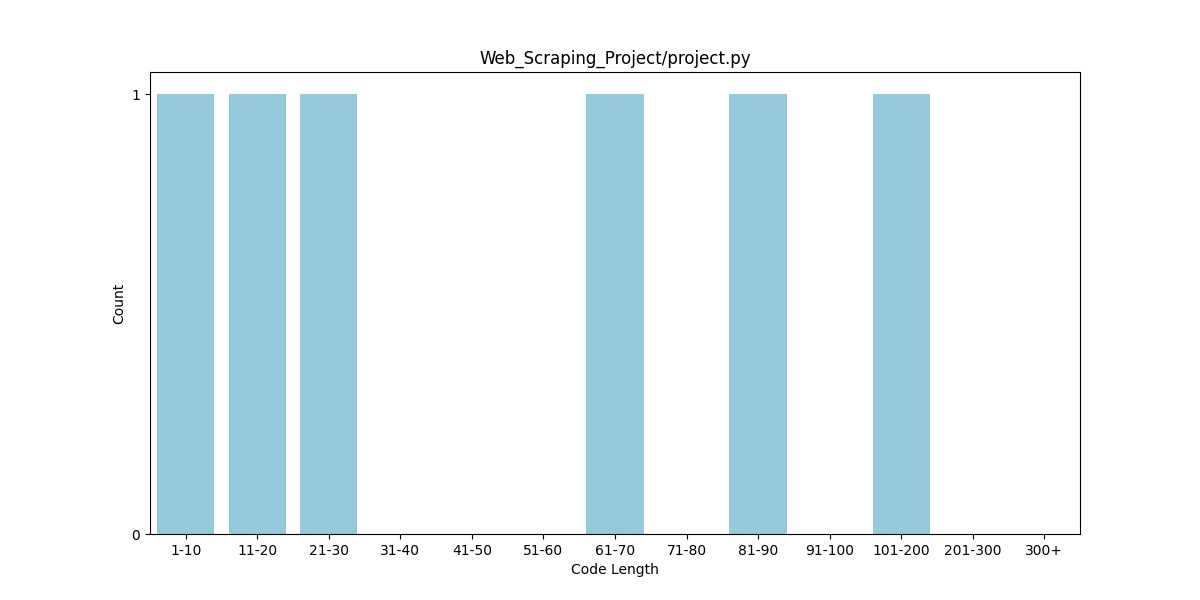 Web_Scraping_Project/project.py
1
Count
0
1-10 11-20 21-30 31-40 41-50 51-60 61-70 71-80 81-90 91-100 101-200 201-300 300+
Code Length